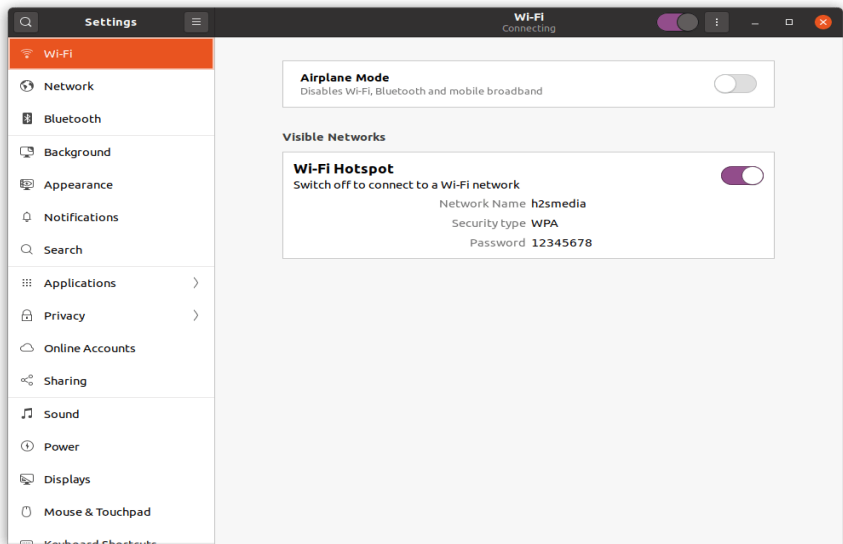 Settings
Wi-Fi
Connecting
Wi-Fi
Network
Bluetooth
Background
Appearance
Notifications
Search
Applications
Privacy
Online Accounts
Sharing
Sound
Power
Displays
Mouse & Touchpad
Keyboard Shortcuts
Airplane Mode
Disables Wi-Fi, Bluetooth and mobile broadband
Visible Networks
Wi-Fi Hotspot
Switch off to connect to a Wi-Fi network
Network Name h2smedia
Security type WPA
Password 12345678